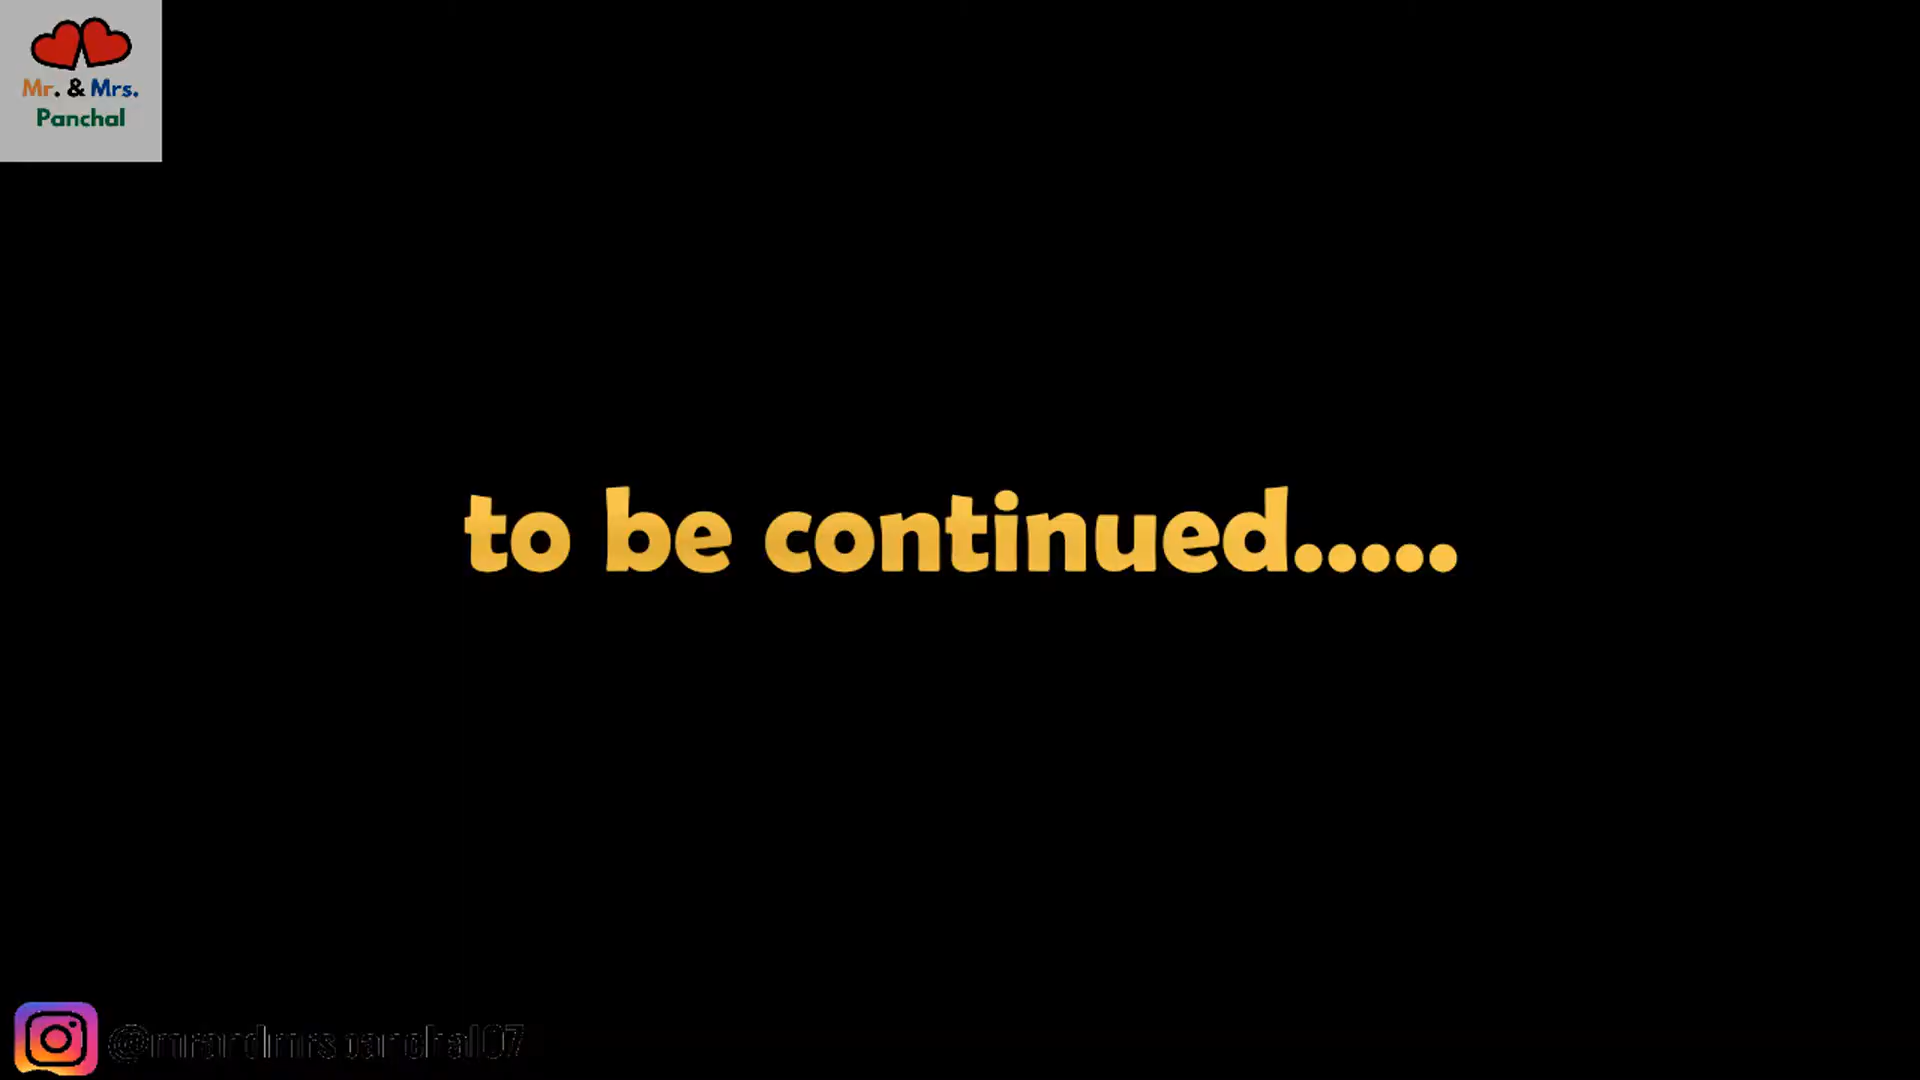 Mr. & Mrs.
Panchal
to be continued.....